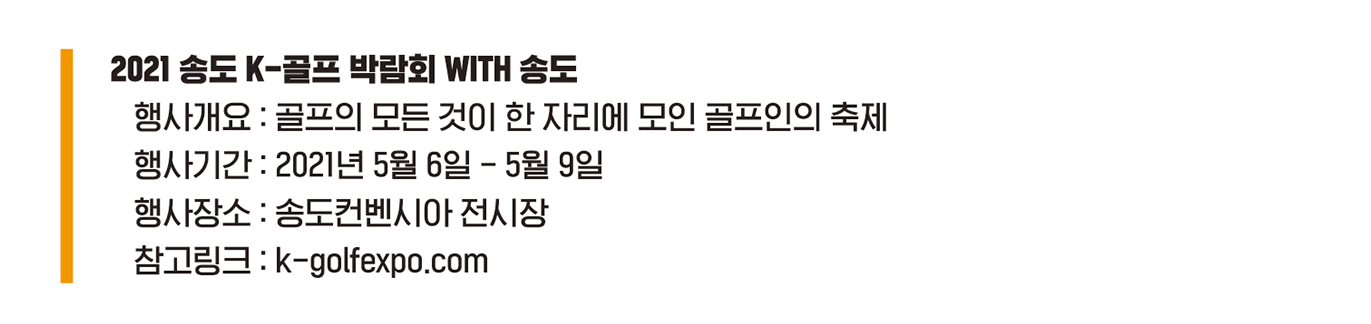 2021 송도 K-골프 박람회 WITH 송도
행사개요 : 골프의 모든 것이 한 자리에 모인 골프인의 축제
행사기간 : 2021년 5월 6일 - 5월 9일
행사장소 : 송도컨벤시아 전시장
참고링크 : k-golfexpo.com